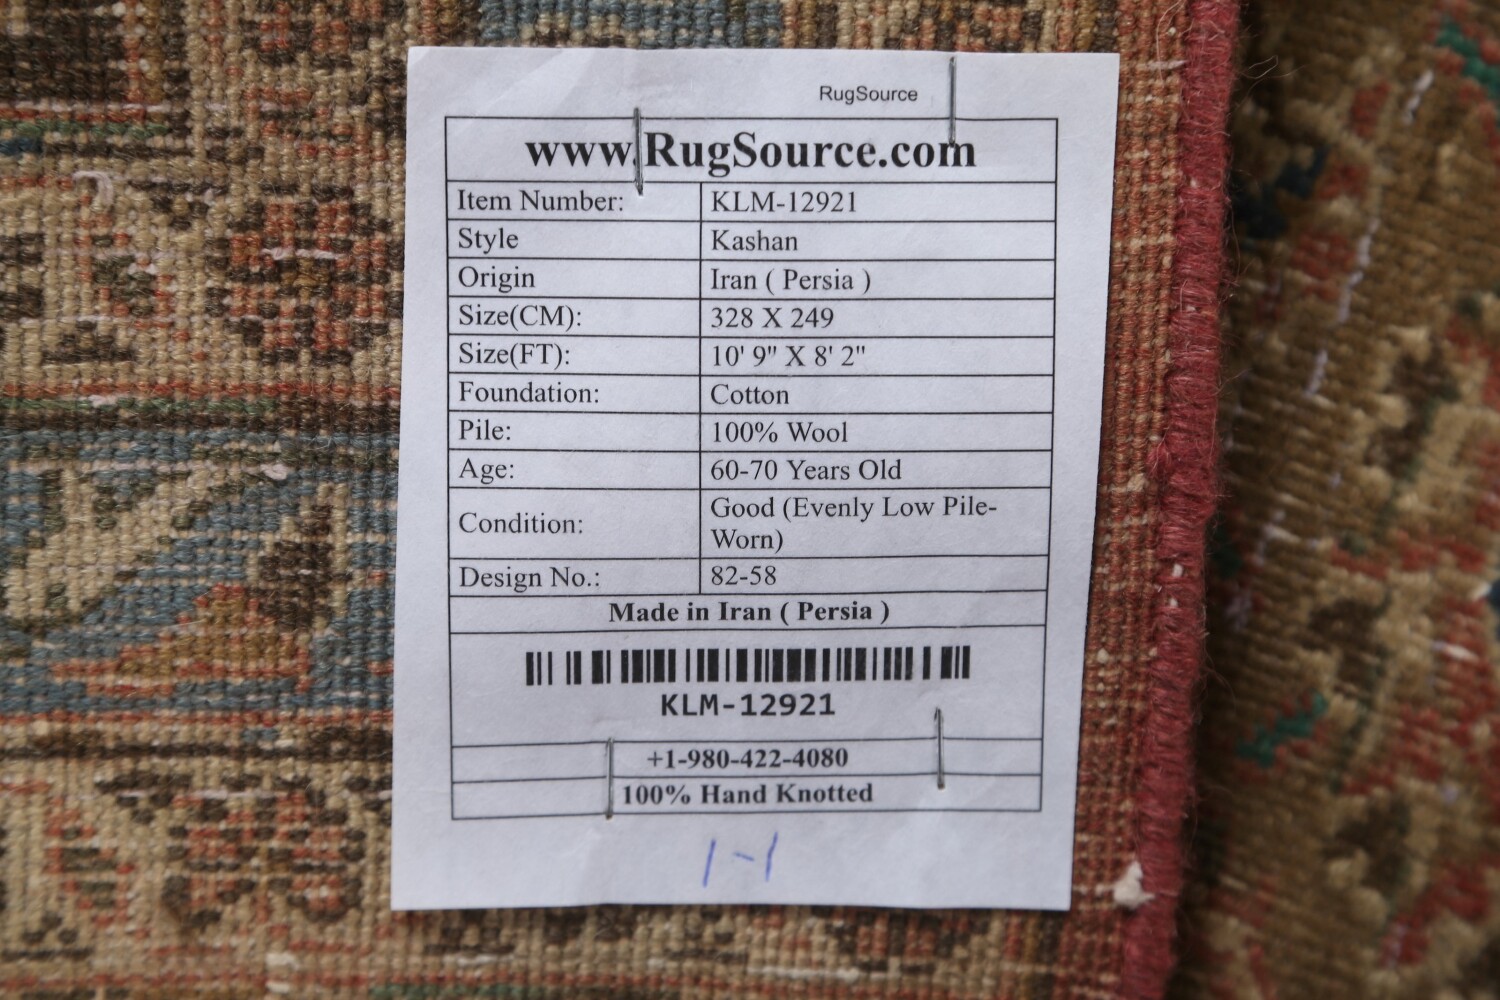 RugSource
www.RugSource.com
Item Number: KLM-12921
Style Kashan
Origin Iran ( Persia )
Size(CM): 328 X 249
Size(FT): 10' 9" X 8' 2"
Foundation: Cotton
Pile: 100% Wool
Age: 60-70 Years Old
Condition: Good (Evenly Low Pile-
Worn)
Design No.: 82-58
Made in Iran ( Persia )
KLM-12921
+1-980-422-4080
100% Hand Knotted
1-1